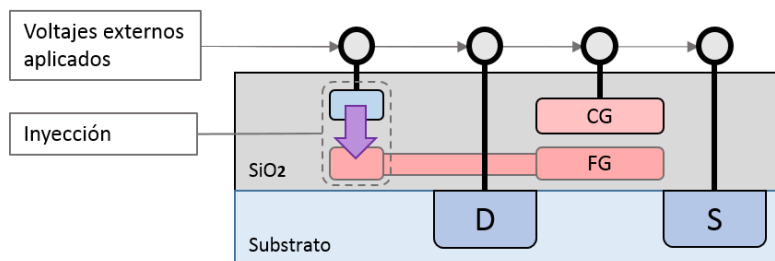 Voltajes externos
aplicados
Inyección
CG
FG
SiO2
D
S
Substrato